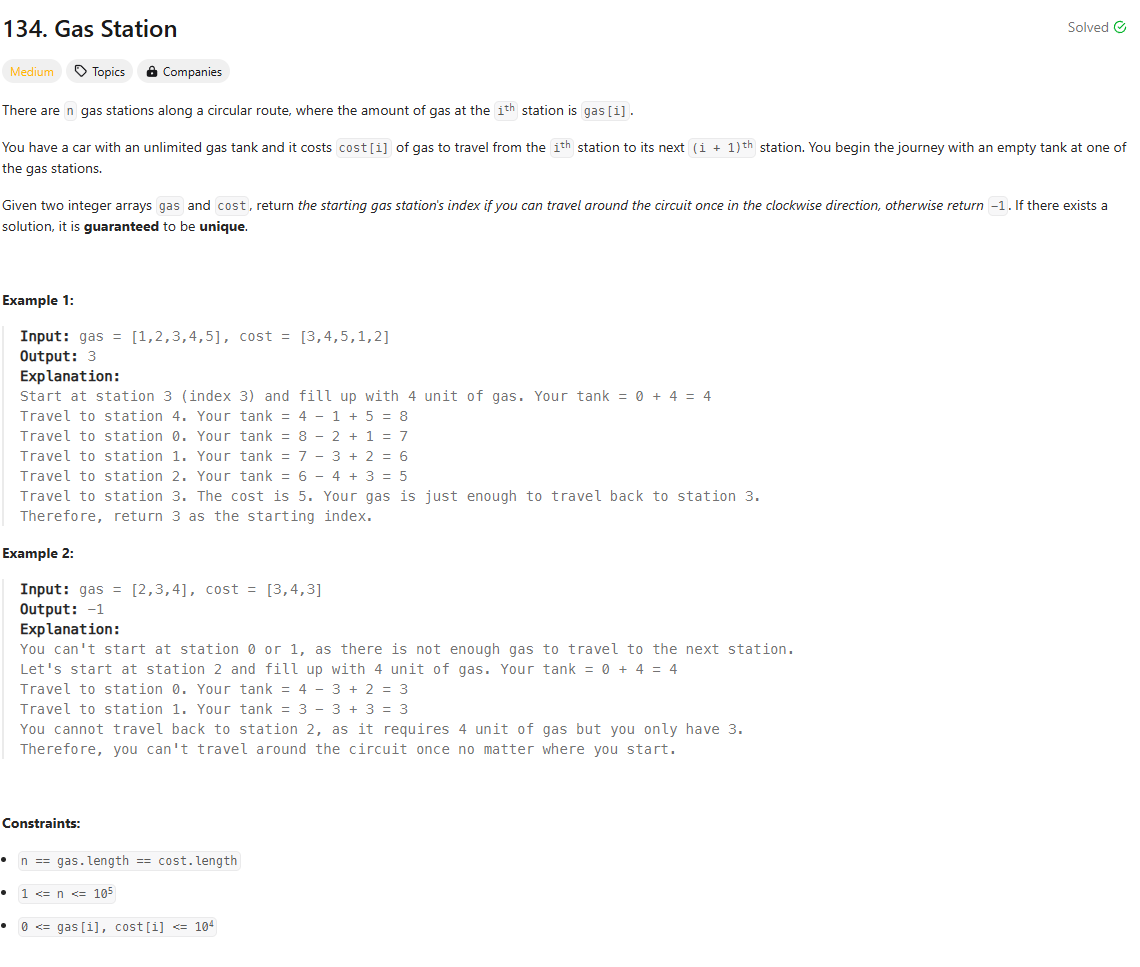 134. Gas Station
Solved
Medium
Topics
Companies
There are n gas stations along a circular route, where the amount of gas at the ith station is gas[i].
You have a car with an unlimited gas tank and it costs cost[i] of gas to travel from the ith station to its next (i + 1)th station. You begin the journey with an empty tank at one of
the gas stations.
Given two integer arrays gas and cost, return the starting gas station's index if you can travel around the circuit once in the clockwise direction, otherwise return -1. If there exists a
solution, it is guaranteed to be unique.
Example 1:
Input: gas = [1,2,3,4,5], cost = [3,4,5,1,2]
Output: 3
Explanation:
Start at station 3 (index 3) and fill up with 4 unit of gas. Your tank = 0 + 4 = 4
Travel to station 4. Your tank = 4 - 1 + 5 = 8
Travel to station 0. Your tank = 8 - 2 + 1 = 7
Travel to station 1. Your tank = 7 - 3 + 2 = 6
Travel to station 2. Your tank = 6 - 4 + 3 = 5
Travel to station 3. The cost is 5. Your gas is just enough to travel back to station 3.
Therefore, return 3 as the starting index.
Example 2:
Input: gas = [2,3,4], cost = [3,4,3]
Output: -1
Explanation:
You can't start at station 0 or 1, as there is not enough gas to travel to the next station.
Let's start at station 2 and fill up with 4 unit of gas. Your tank = 0 + 4 = 4
Travel to station 0. Your tank = 4 - 3 + 2 = 3
Travel to station 1. Your tank = 3 - 3 + 3 = 3
You cannot travel back to station 2, as it requires 4 unit of gas but you only have 3.
Therefore, you can't travel around the circuit once no matter where you start.
Constraints:
• n == gas.length == cost.length
• 1 <= n <= 10⁵
• 0 <= gas[i], cost[i] <= 10⁴